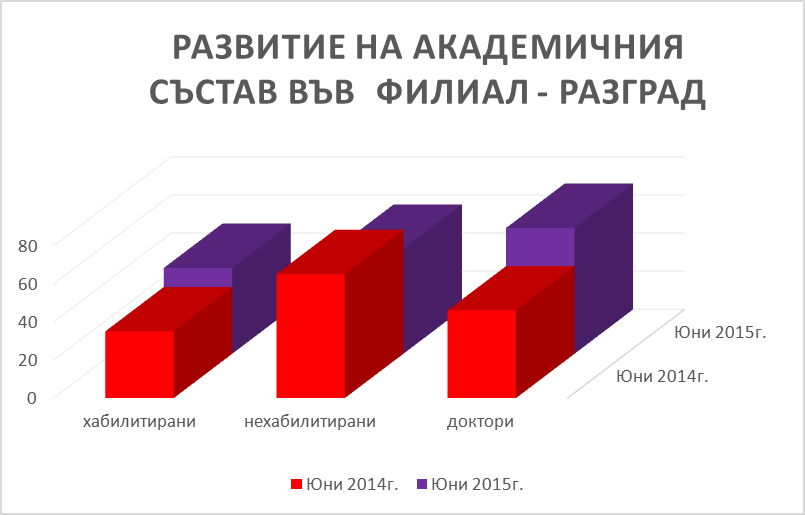 РАЗВИТИЕ НА АКАДЕМИЧНИЯ
СЪСТАВ ВЪВ  ФИЛИАЛ - РАЗГРАД
80
60
40
20
0
хабилитирани
нехабилитирани
доктори
Юни 2015г.
Юни 2014г.
Юни 2014г.
Юни 2015г.